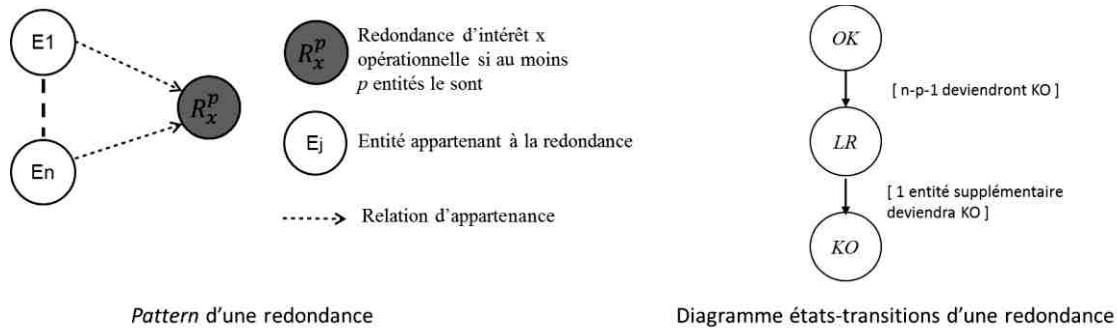 E1
En
R_x^p
R_x^p
Redondance d'intérêt x
opérationnelle si au moins
p entités le sont
Ej
Entité appartenant à la redondance
Relation d'appartenance
Pattern d'une redondance
OK
[ n-p-1 deviendront KO ]
LR
[ 1 entité supplémentaire
deviendra KO ]
KO
Diagramme états-transitions d'une redondance